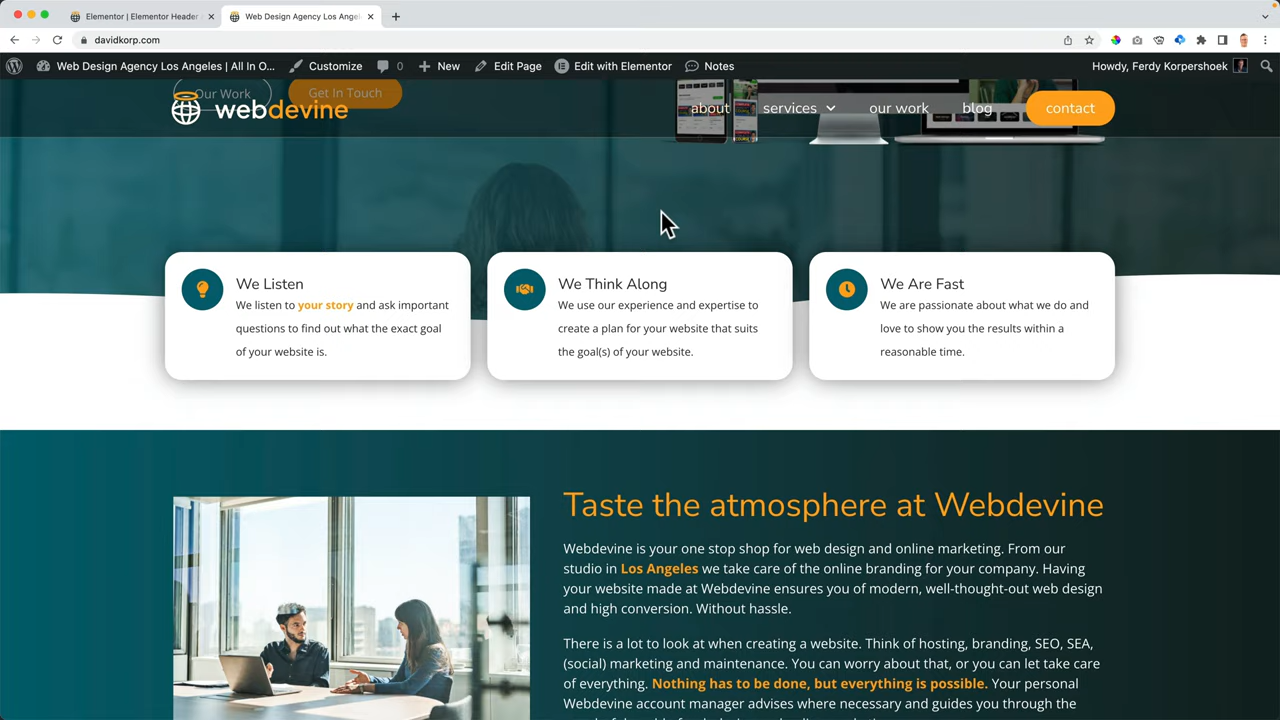 Elementor | Elementor Header
Web Design Agency Los Angel
davidkorp.com
Web Design Agency Los Angeles | All In O...
Customize
0
New
Edit Page
Edit with Elementor
Notes
Howdy, Ferdy Korpershoek
Our Work
Get In Touch
webdevine
about
services
our work
blog
contact
We Listen
We listen to your story and ask important
questions to find out what the exact goal
of your website is.
We Think Along
We use our experience and expertise to
create a plan for your website that suits
the goal(s) of your website.
We Are Fast
We are passionate about what we do and
love to show you the results within a
reasonable time.
Taste the atmosphere at Webdevine
Webdevine is your one stop shop for web design and online marketing. From our
studio in Los Angeles we take care of the online branding for your company. Having
your website made at Webdevine ensures you of modern, well-thought-out web design
and high conversion. Without hassle.
There is a lot to look at when creating a website. Think of hosting, branding, SEO, SEA,
(social) marketing and maintenance. You can worry about that, or you can let take care
of everything. Nothing has to be done, but everything is possible. Your personal
Webdevine account manager advises where necessary and guides you through the